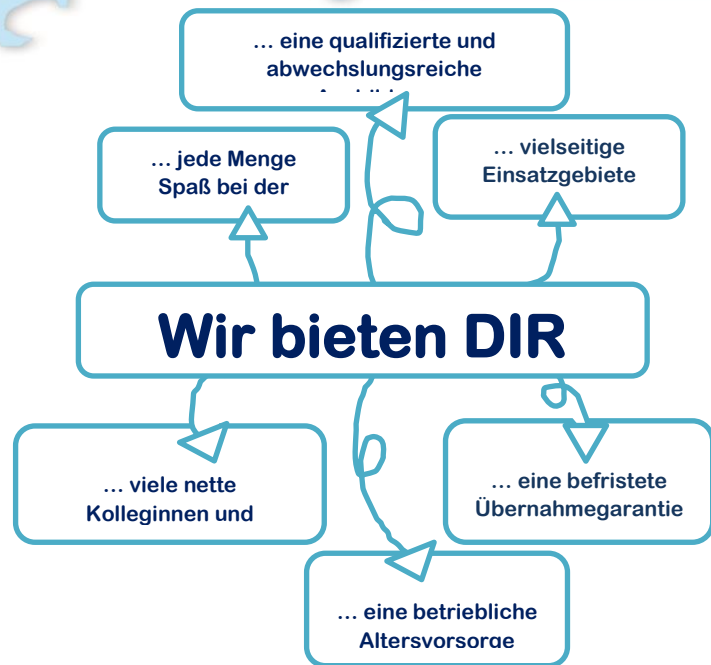 … eine qualifizierte und
abwechslungsreiche
… jede Menge
Spaß bei der
… vielseitige
Einsatzgebiete
Wir bieten DIR
… viele nette
Kolleginnen und
… eine befristete
Übernahmegarantie
… eine betriebliche
Altersvorsorge